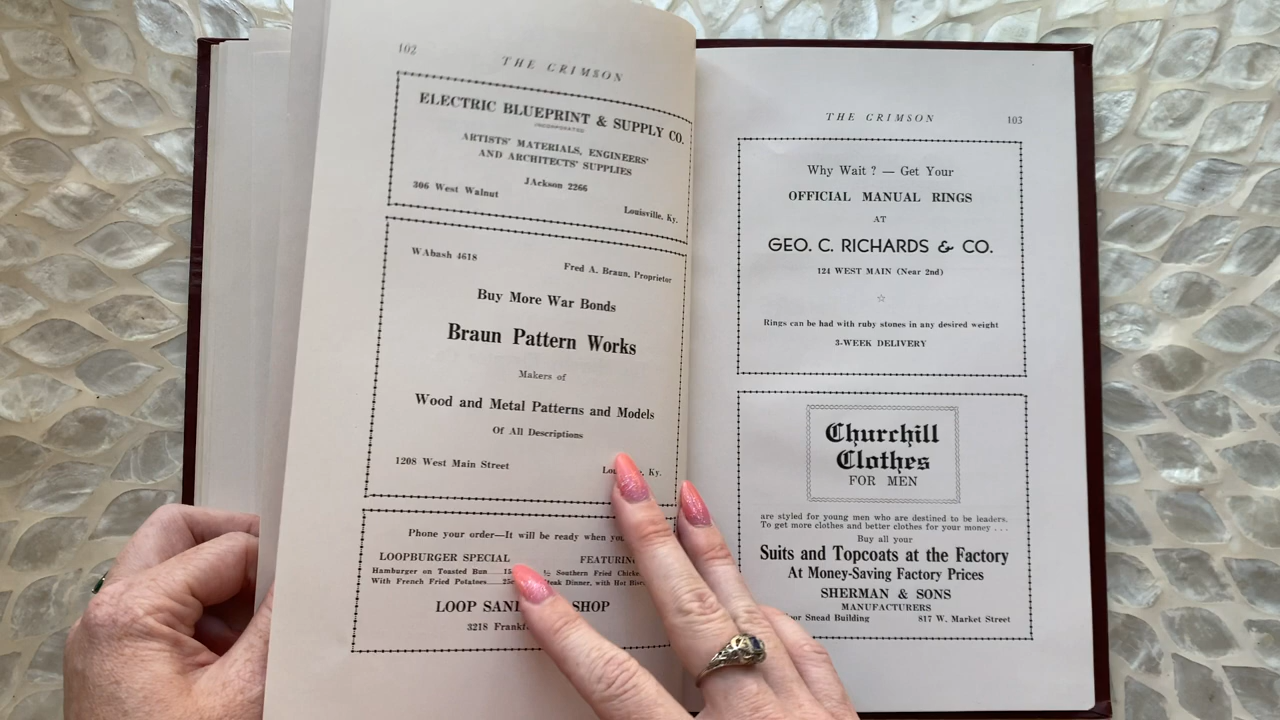 102
THE CRIMSON
ELECTRIC BLUEPRINT & SUPPLY CO.
INCORPORATED
ARTISTS' MATERIALS, ENGINEERS'
AND ARCHITECTS' SUPPLIES
JAckson 2266
306 West Walnut
Louisville, Ky.
WAbash 4618
Fred A. Braun, Proprietor
Buy More War Bonds
Braun Pattern Works
Makers of
Wood and Metal Patterns and Models
Of All Descriptions
1208 West Main Street
Ky.
Phone your order—It will be ready when
LOOPBURGER SPECIAL
Hamburger on Toasted Bun
With French Fried Potatoes
½ Southern Fried
Dinner, with Hot
LOOP SHOP
3218
THE CRIMSON 103
Why Wait ? — Get Your
OFFICIAL MANUAL RINGS
AT
GEO. C. RICHARDS & CO.
124 WEST MAIN (Near 2nd)
☆
Rings can be had with ruby stones in any desired weight
3-WEEK DELIVERY
Churchill
Clothes
FOR MEN
are styled for young men who are destined to be leaders.
To get more clothes and better clothes for your money . . .
Buy all your
Suits and Topcoats at the Factory
At Money-Saving Factory Prices
SHERMAN & SONS
MANUFACTURERS
Snead Building 817 W. Market Street